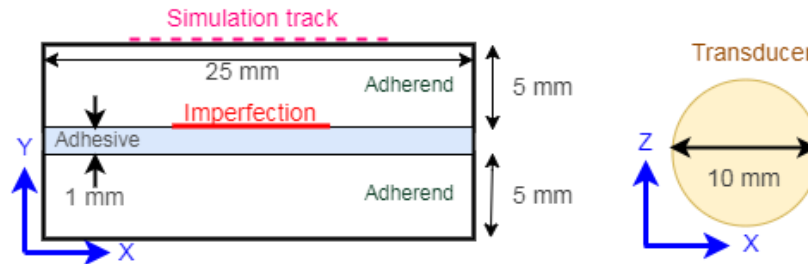 Simulation track
25 mm
Adherend
5 mm
Imperfection
Adhesive
1 mm
Adherend
5 mm
Y
X
Transducer
Z
10 mm
X